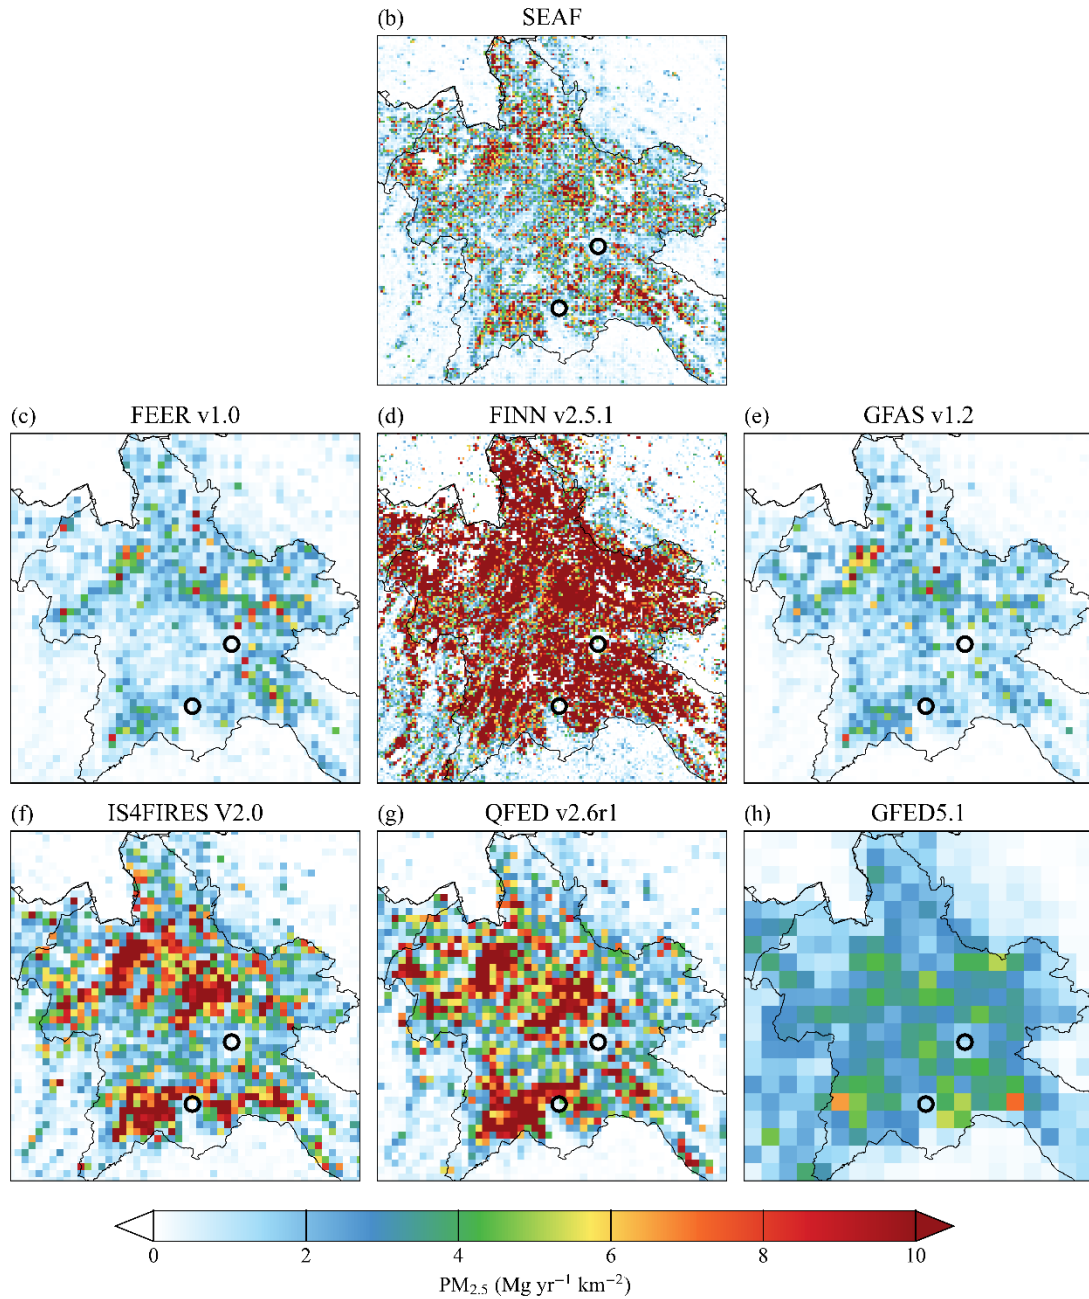 (b) SEAF
(c) FEER v1.0
(d) FINN v2.5.1
(e) GFAS v1.2
(f) IS4FIRES V2.0
(g) QFED v2.6r1
(h) GFED5.1
0 2 4 6 8 10
PM₂.₅ (Mg yr⁻¹ km⁻²)